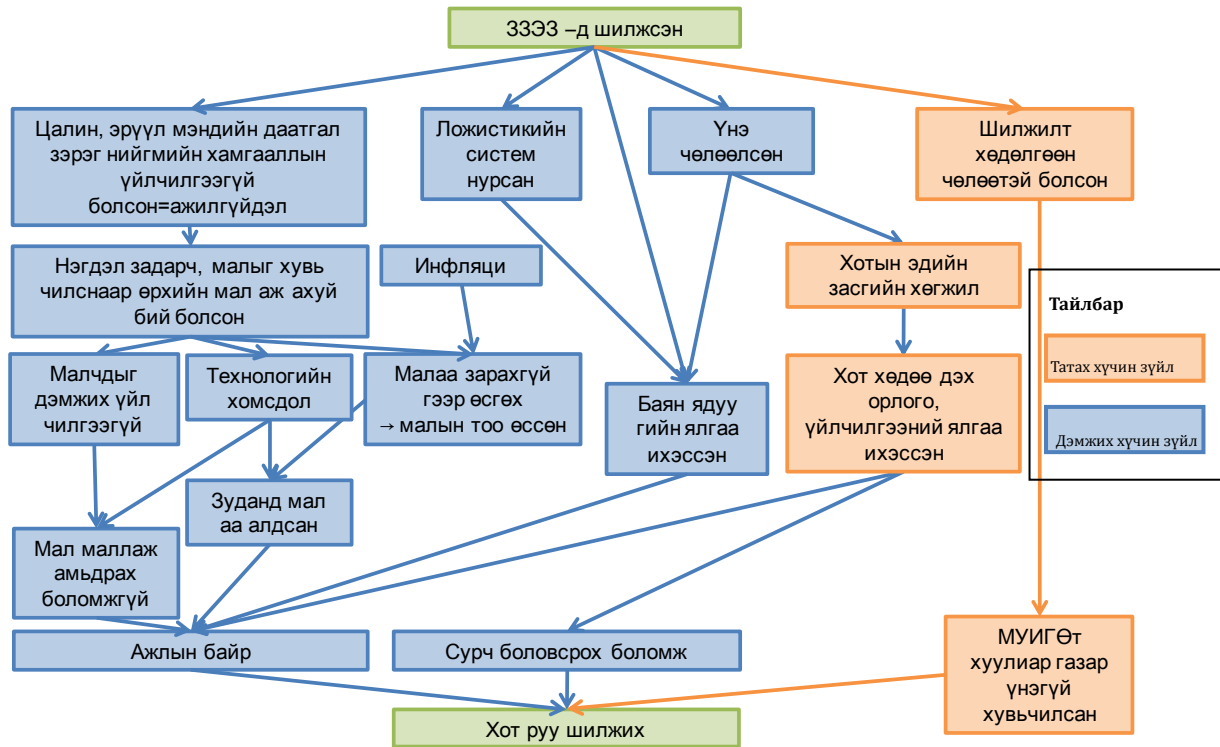 ЗЗЭЗ –д шилжсэн
Цалин, эрүүл мэндийн даатгал
зэрэг нийгмийн хамгааллын
үйлчилгээгүй
болсон=ажилгүйдэл
Ложистикийн
систем
нурсан
Үнэ
чөлөөлсөн
Шилжилт
хөдөлгөөн
чөлөөтэй болсон
Нэгдэл задарч, малыг хувь
чилснаар өрхийн мал аж ахуй
бий болсон
Инфляци
Хотын эдийн
засгийн хөгжил
Тайлбар
Татах хүчин зүйл
Дэмжих хүчин зүйл
Малчдыг
дэмжих үйл
чилгээгүй
Технологийн
хомсдол
Малаа зарахгүй
гээр өсгөх
→ малын тоо өссөн
Баян ядуу
гийн ялгаа
ихэссэн
Хот хөдөө дэх
орлого,
үйлчилгээний ялгаа
ихэссэн
Зуданд мал
аа алдсан
Мал маллаж
амьдрах
боломжгүй
Ажлын байр
Сурч боловсрох боломж
МУИГӨт
хуулиар газар
үнэгүй
хувьчилсан
Хот руу шилжих